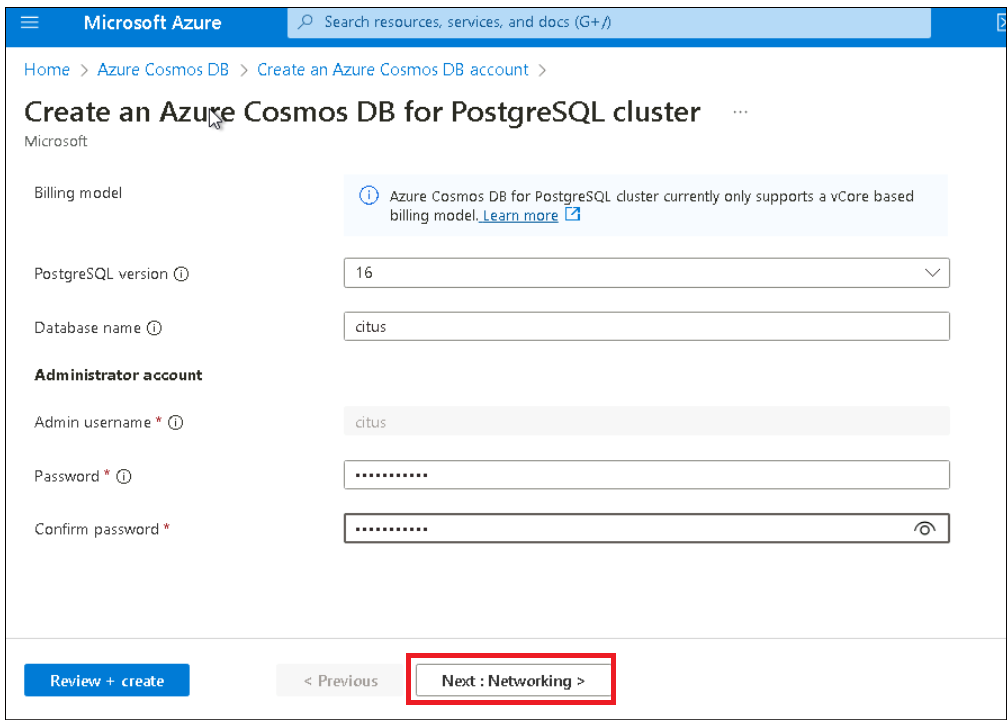 Microsoft Azure
Search resources, services, and docs (G+/)
Home > Azure Cosmos DB > Create an Azure Cosmos DB account >
Create an Azure Cosmos DB for PostgreSQL cluster ...
Microsoft
Billing model
Azure Cosmos DB for PostgreSQL cluster currently only supports a vCore based
billing model. Learn more
PostgreSQL version
16
Database name
citus
Administrator account
Admin username *
citus
Password *
•••••••••••
Confirm password *
•••••••••••
Review + create
< Previous
Next : Networking >